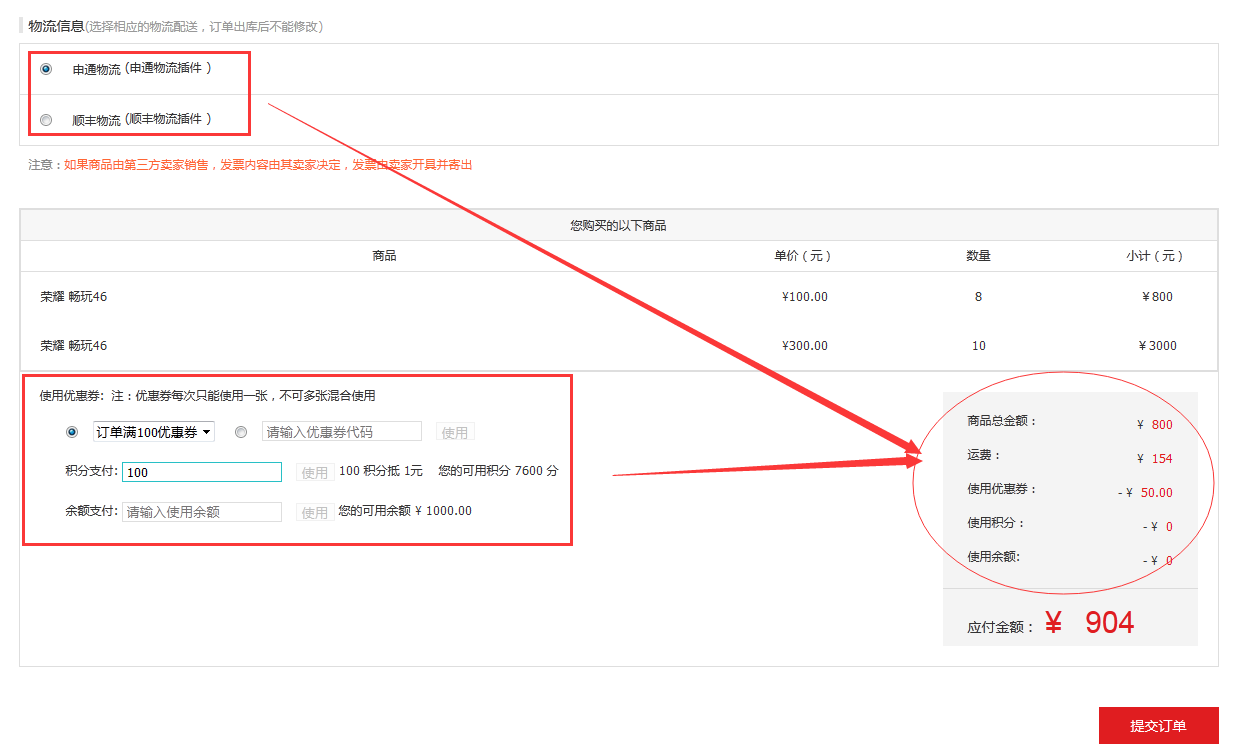 物流信息(选择相应的物流配送，订单出库后不能修改)
申通物流 (申通物流插件 )
顺丰物流 (顺丰物流插件 )
注意：如果商品由第三方卖家销售，发票内容由其卖家决定，发票由卖家开具并寄出
您购买的以下商品
商品 单价（元） 数量 小计（元）
荣耀 畅玩46 ¥100.00 8 ¥800
荣耀 畅玩46 ¥300.00 10 ¥3000
使用优惠券: 注：优惠券每次只能使用一张，不可多张混合使用
订单满100优惠券 请输入优惠券代码 使用
积分支付: 100 使用 100 积分抵 1元 您的可用积分 7600 分
余额支付: 请输入使用余额 使用 您的可用余额 ¥ 1000.00
商品总金额： ¥ 800
运费： ¥ 154
使用优惠券： - ¥ 50.00
使用积分： - ¥ 0
使用余额: - ¥ 0
应付金额： ¥ 904
提交订单